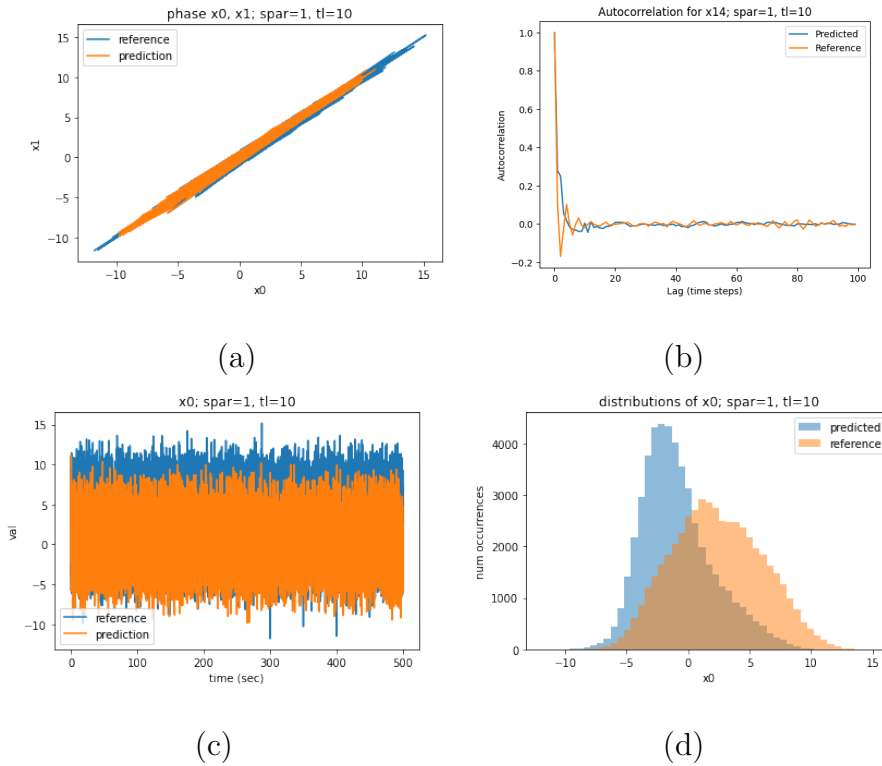 phase x0, x1; spar=1, tl=10
reference
prediction
x1
15
10
5
0
−5
−10
−10
−5
0
5
10
15
x0
(a)
Autocorrelation for x14; spar=1, tl=10
Predicted
Reference
Autocorrelation
1.0
0.8
0.6
0.4
0.2
0.0
−0.2
0
20
40
60
80
100
Lag (time steps)
(b)
x0; spar=1, tl=10
val
15
10
5
0
−5
−10
reference
prediction
0
100
200
300
400
500
time (sec)
(c)
distributions of x0; spar=1, tl=10
predicted
reference
num occurrences
4000
3000
2000
1000
0
−10
−5
0
5
10
15
x0
(d)